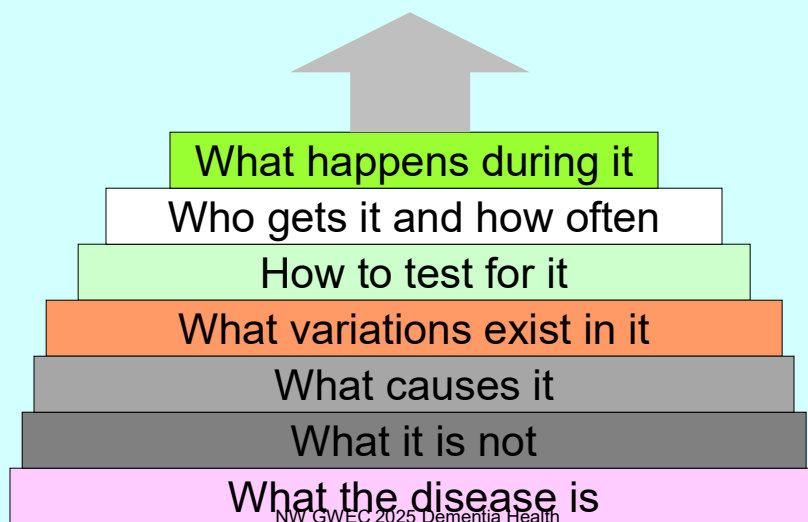 What happens during it
Who gets it and how often
How to test for it
What variations exist in it
What causes it
What it is not
What the disease is
NW GWEC 2025 Dementia Health